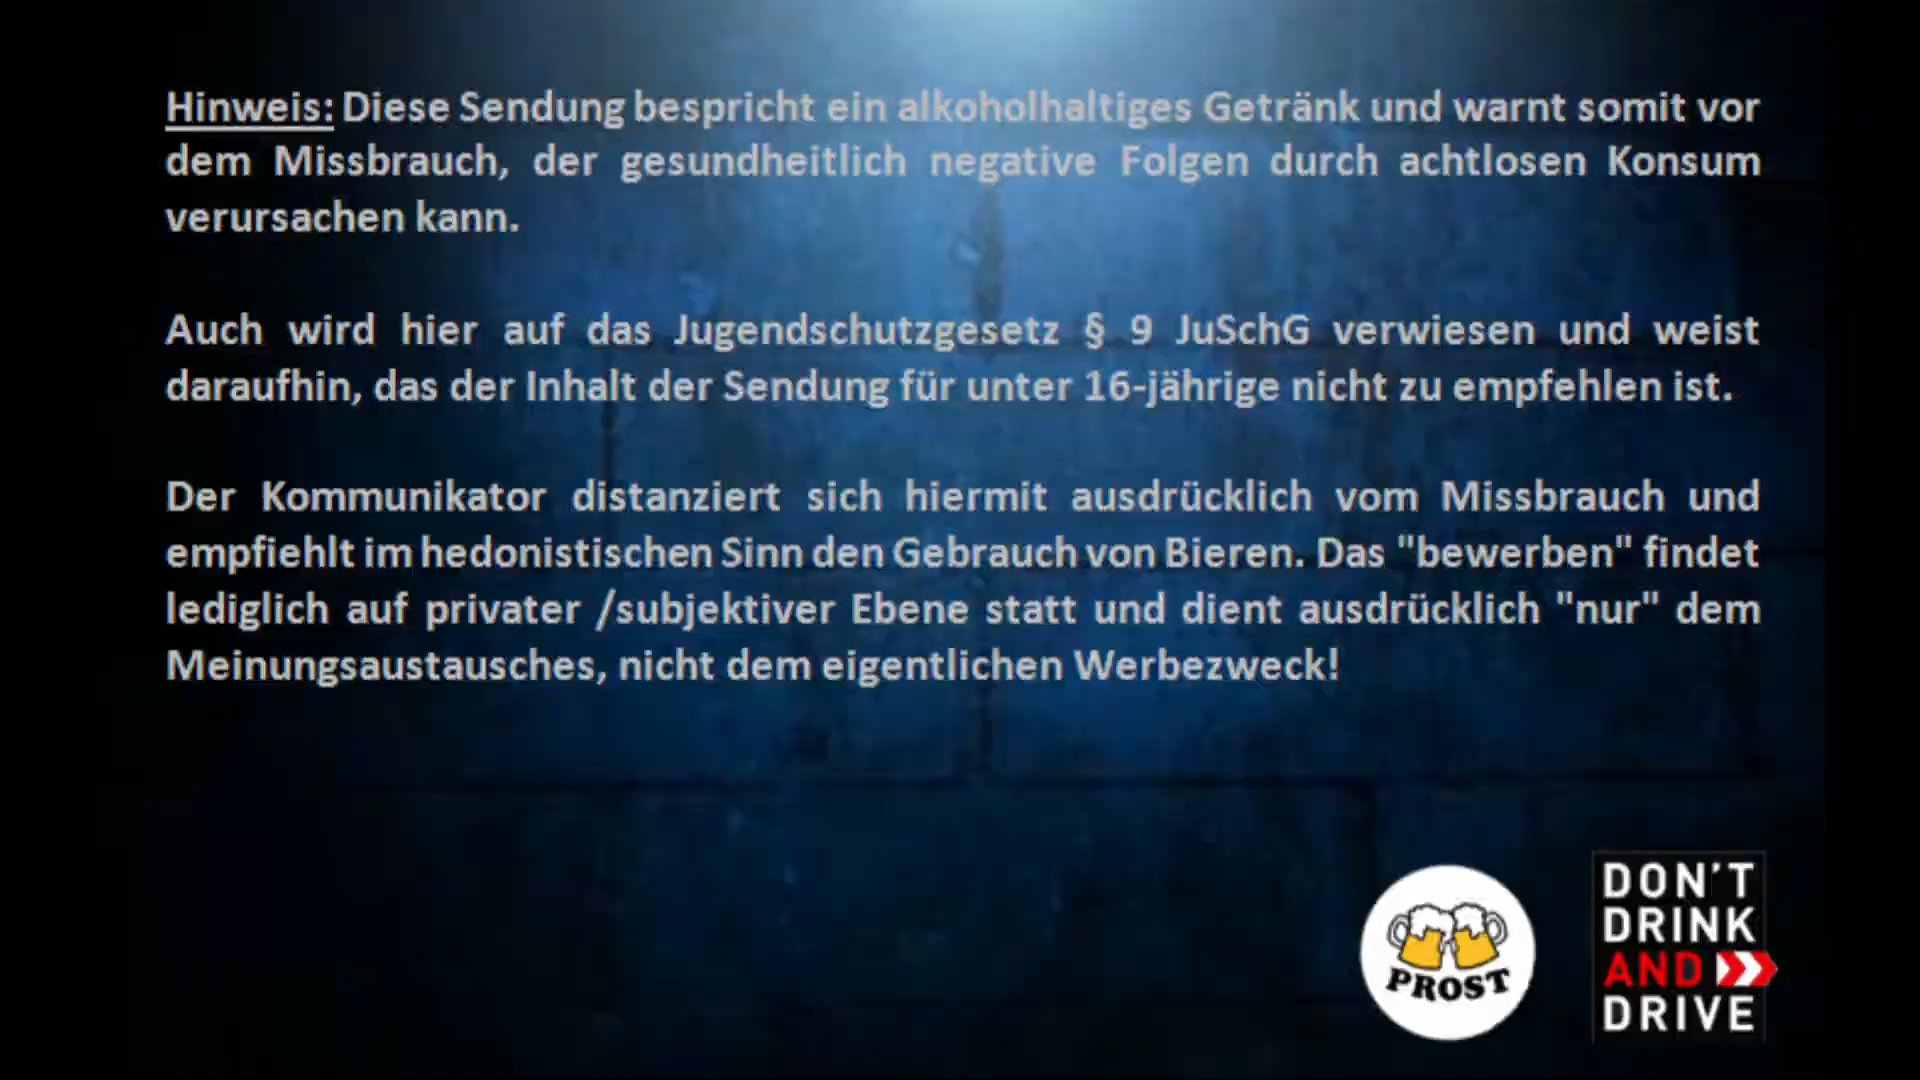 Hinweis: Diese Sendung bespricht ein alkoholhaltiges Getränk und warnt somit vor
dem Missbrauch, der gesundheitlich negative Folgen durch achtlosen Konsum
verursachen kann.
Auch wird hier auf das Jugendschutzgesetz § 9 JuSchG verwiesen und weist
daraufhin, das der Inhalt der Sendung für unter 16-jährige nicht zu empfehlen ist.
Der Kommunikator distanziert sich hiermit ausdrücklich vom Missbrauch und
empfiehlt im hedonistischen Sinn den Gebrauch von Bieren. Das "bewerben" findet
lediglich auf privater /subjektiver Ebene statt und dient ausdrücklich "nur" dem
Meinungsaustausches, nicht dem eigentlichen Werbezweck!
PROST
DON'T
DRINK
AND
DRIVE